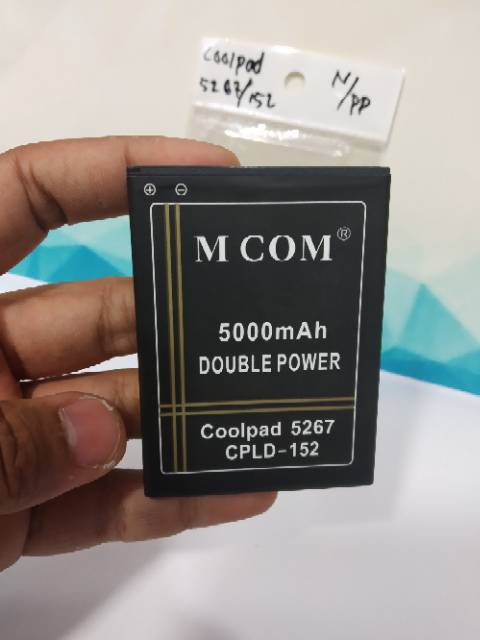 Coolpad
5267/152
N/PP
M COM ®
5000mAh
DOUBLE POWER
Coolpad 5267
CPLD-152